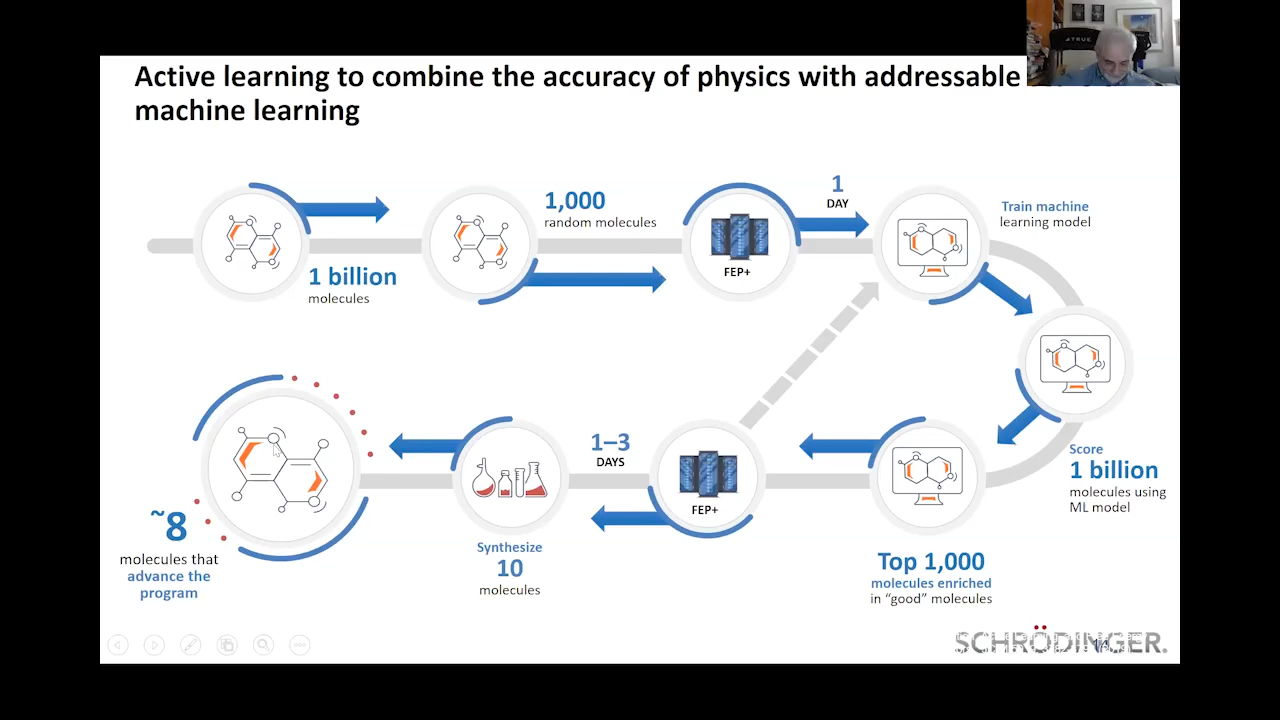 Active learning to combine the accuracy of physics with addressable
machine learning
TRUE
1 billion
molecules
1,000
random molecules
FEP+
1
DAY
Train machine
learning model
Score
1 billion
molecules using
ML model
Top 1,000
molecules enriched
in “good” molecules
FEP+
1–3
DAYS
Synthesize
10
molecules
~8
molecules that
advance the
program
SCHRÖDINGER.